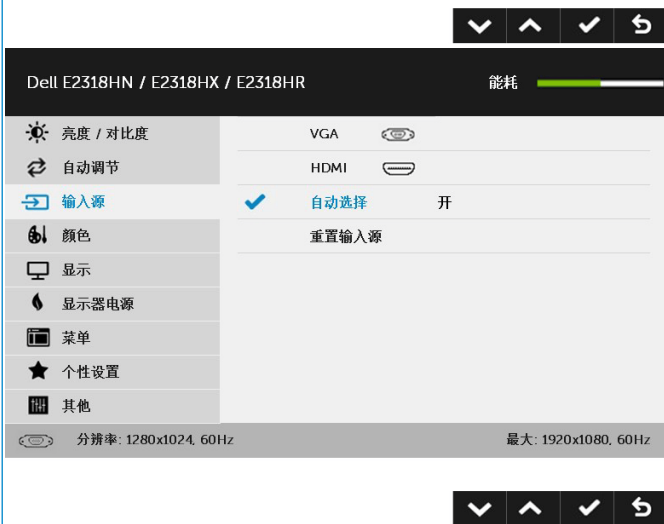 Dell E2318HN / E2318HX / E2318HR 能耗
亮度 / 对比度 VGA
自动调节 HDMI
输入源 自动选择 开
颜色 重置输入源
显示
显示器电源
菜单
个性设置
其他
分辨率: 1280x1024, 60Hz 最大: 1920x1080, 60Hz